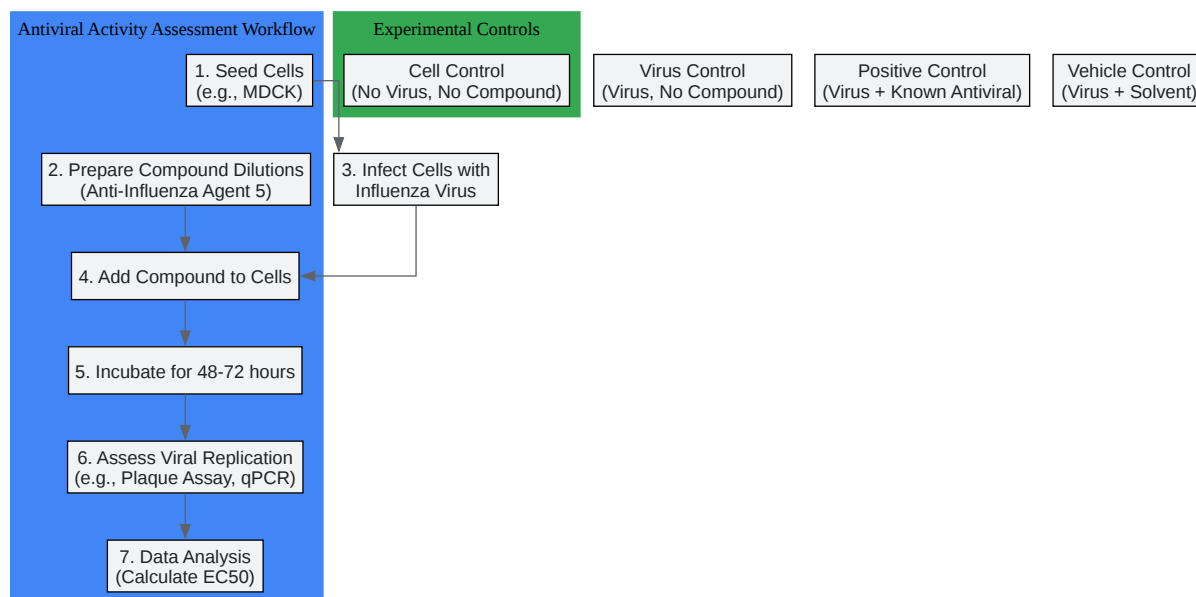 Antiviral Activity Assessment Workflow
Experimental Controls
1. Seed Cells
(e.g., MDCK)
Cell Control
(No Virus, No Compound)
Virus Control
(Virus, No Compound)
Positive Control
(Virus + Known Antiviral)
Vehicle Control
(Virus + Solvent)
2. Prepare Compound Dilutions
(Anti-Influenza Agent 5)
3. Infect Cells with
Influenza Virus
4. Add Compound to Cells
5. Incubate for 48-72 hours
6. Assess Viral Replication
(e.g., Plaque Assay, qPCR)
7. Data Analysis
(Calculate EC50)